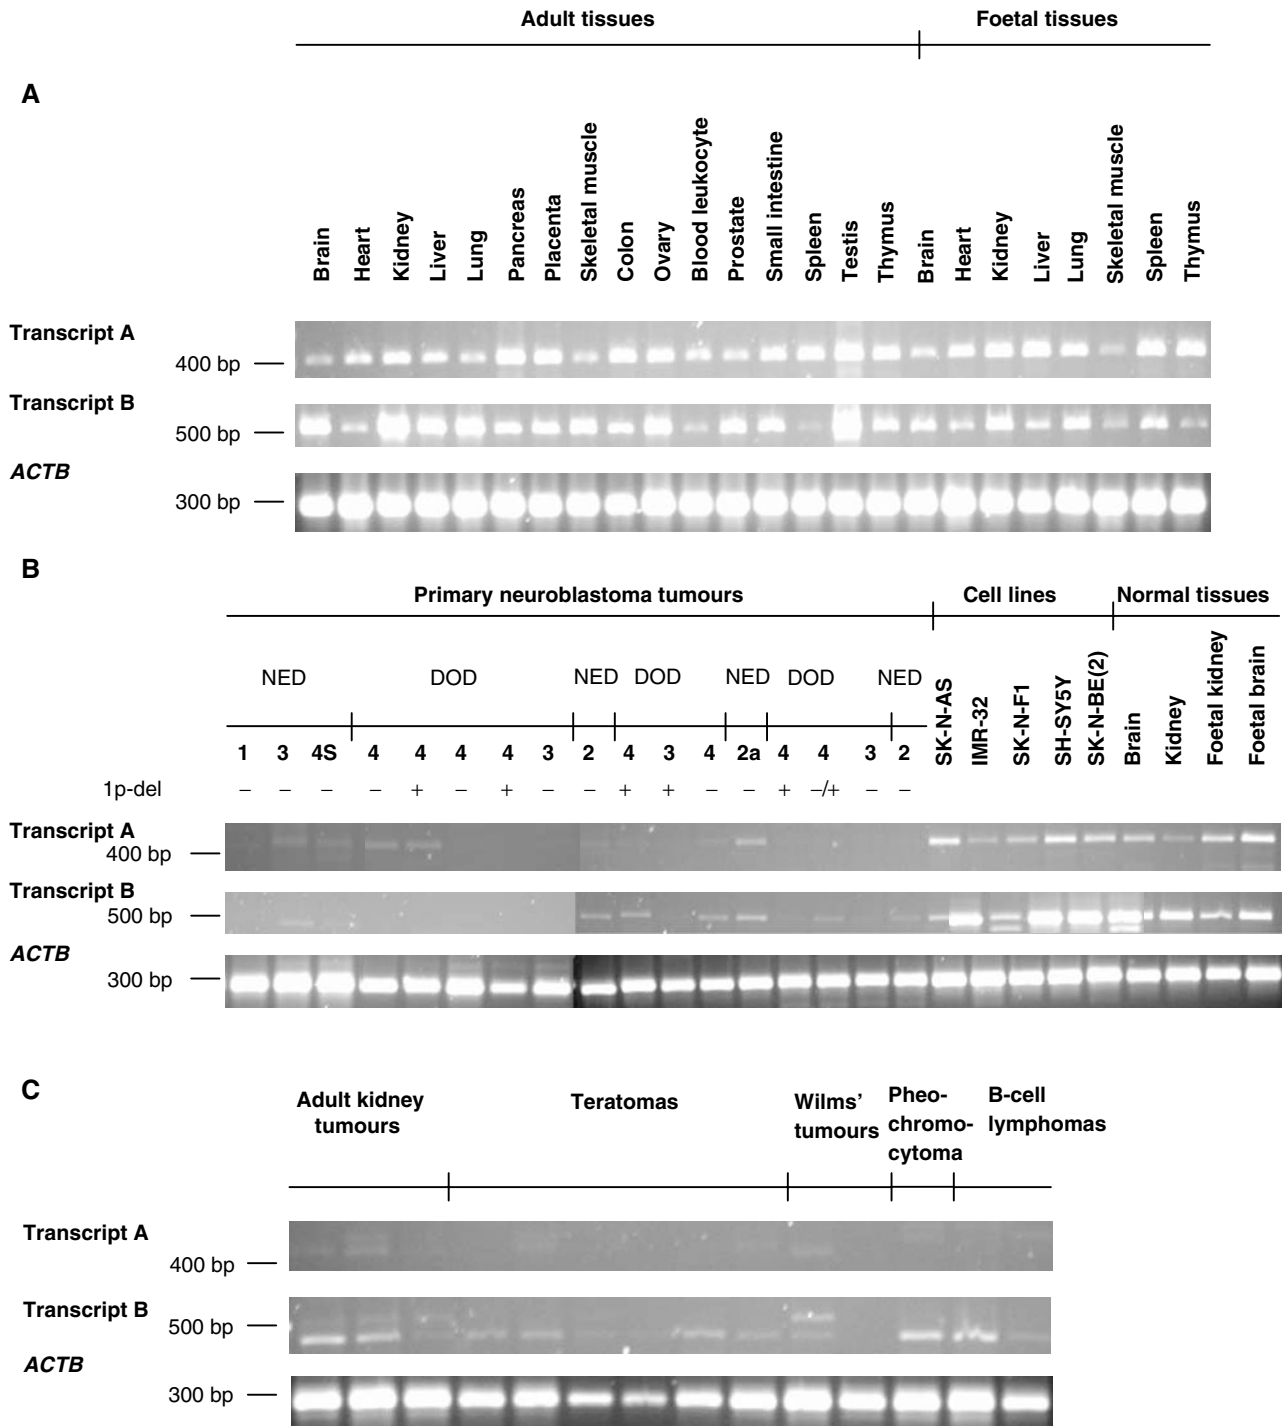 Adult tissues Foetal tissues
A
Brain Heart Kidney Liver Lung Pancreas Placenta Skeletal muscle Colon Ovary Blood leukocyte Prostate Small intestine Spleen Testis Thymus Brain Heart Kidney Liver Lung Skeletal muscle Spleen Thymus
Transcript A
400 bp
Transcript B
500 bp
ACTB
300 bp
B
Primary neuroblastoma tumours Cell lines Normal tissues
NED DOD NED DOD NED DOD NED
SK-N-AS IMR-32 SK-N-F1 SH-SY5Y SK-N-BE(2) Brain Kidney Foetal kidney Foetal brain
1 3 4S 4 4 4 4 3 2 4 3 4 2a 4 4 3 2
1p-del – – – – + – + – – + + – – + –/+ – –
Transcript A
400 bp
Transcript B
500 bp
ACTB
300 bp
C
Adult kidney tumours Teratomas Wilms' tumours Pheo-chromo-cytoma B-cell lymphomas
Transcript A
400 bp
Transcript B
500 bp
ACTB
300 bp